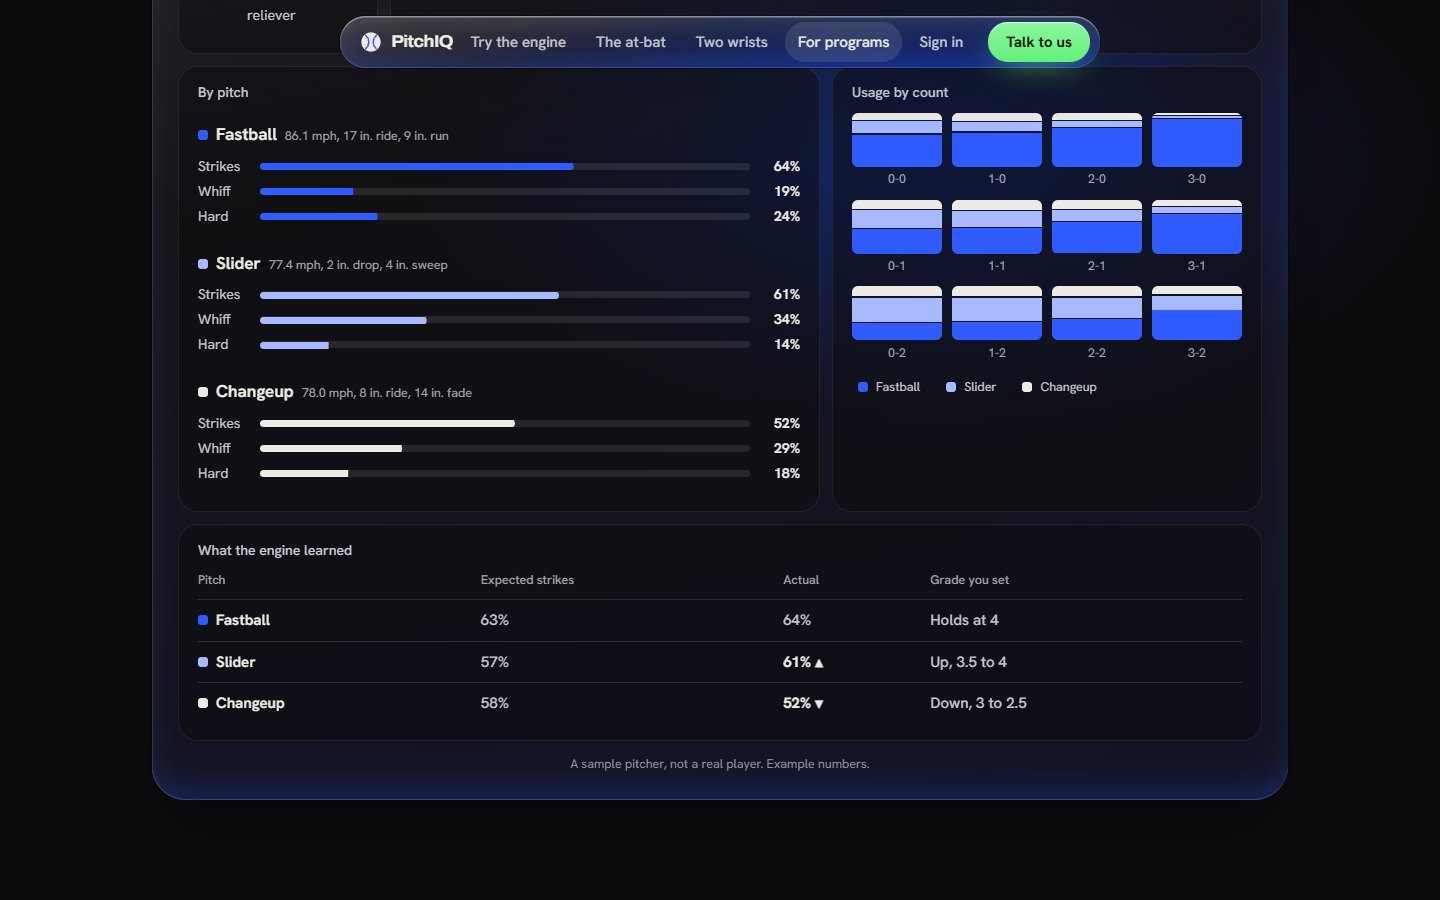 reliever
PitchIQ Try the engine The at-bat Two wrists For programs Sign in Talk to us
By pitch
Fastball 86.1 mph, 17 in. ride, 9 in. run
Strikes 64%
Whiff 19%
Hard 24%
Slider 77.4 mph, 2 in. drop, 4 in. sweep
Strikes 61%
Whiff 34%
Hard 14%
Changeup 78.0 mph, 8 in. ride, 14 in. fade
Strikes 52%
Whiff 29%
Hard 18%
Usage by count
0-0 1-0 2-0 3-0
0-1 1-1 2-1 3-1
0-2 1-2 2-2 3-2
Fastball Slider Changeup
What the engine learned
Pitch Expected strikes Actual Grade you set
Fastball 63% 64% Holds at 4
Slider 57% 61% ▲ Up, 3.5 to 4
Changeup 58% 52% ▼ Down, 3 to 2.5
A sample pitcher, not a real player. Example numbers.